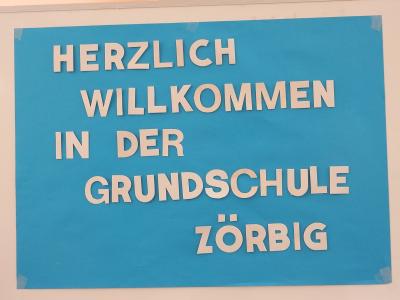 HERZLICH
WILLKOMMEN
IN DER
GRUNDSCHULE
ZÖRBIG